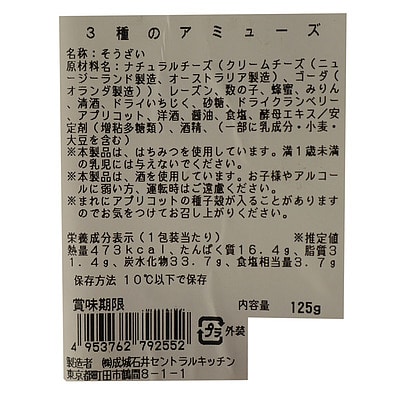 3種のアミューズ
名称：そうざい
原材料名：ナチュラルチーズ（クリームチーズ（ニュ
ージーランド製造、オーストラリア製造）、ゴーダ（
オランダ製造））、レーズン、数の子、蜂蜜、みりん
、清酒、ドライいちじく、砂糖、ドライクランベリー、
アプリコット、洋酒、醤油、食塩、酵母エキス／安
定剤（増粘多糖類）、酒精、（一部に乳成分・小麦・
大豆を含む）
※本製品は、はちみつを使用しています。満1歳未満
の乳児には与えないでください。
※本製品は、酒を使用しています。お子様やアルコー
ルに弱い方、運転時はご遠慮ください。
※まれにアプリコットの種子殻が入ることがあります
のでお気をつけてお召し上がりください。
栄養成分表示（1包装当たり） ※推定値
熱量473kcal、たんぱく質16.4g、脂質3
1.4g、炭水化物33.7g、食塩相当量3.7g
保存方法 10℃以下で保存
賞味期限
内容量 125g
4 953762 792552
プラ 外装
製造者 ㈱成城石井セントラルキッチン
東京都町田市鶴間8-1-1